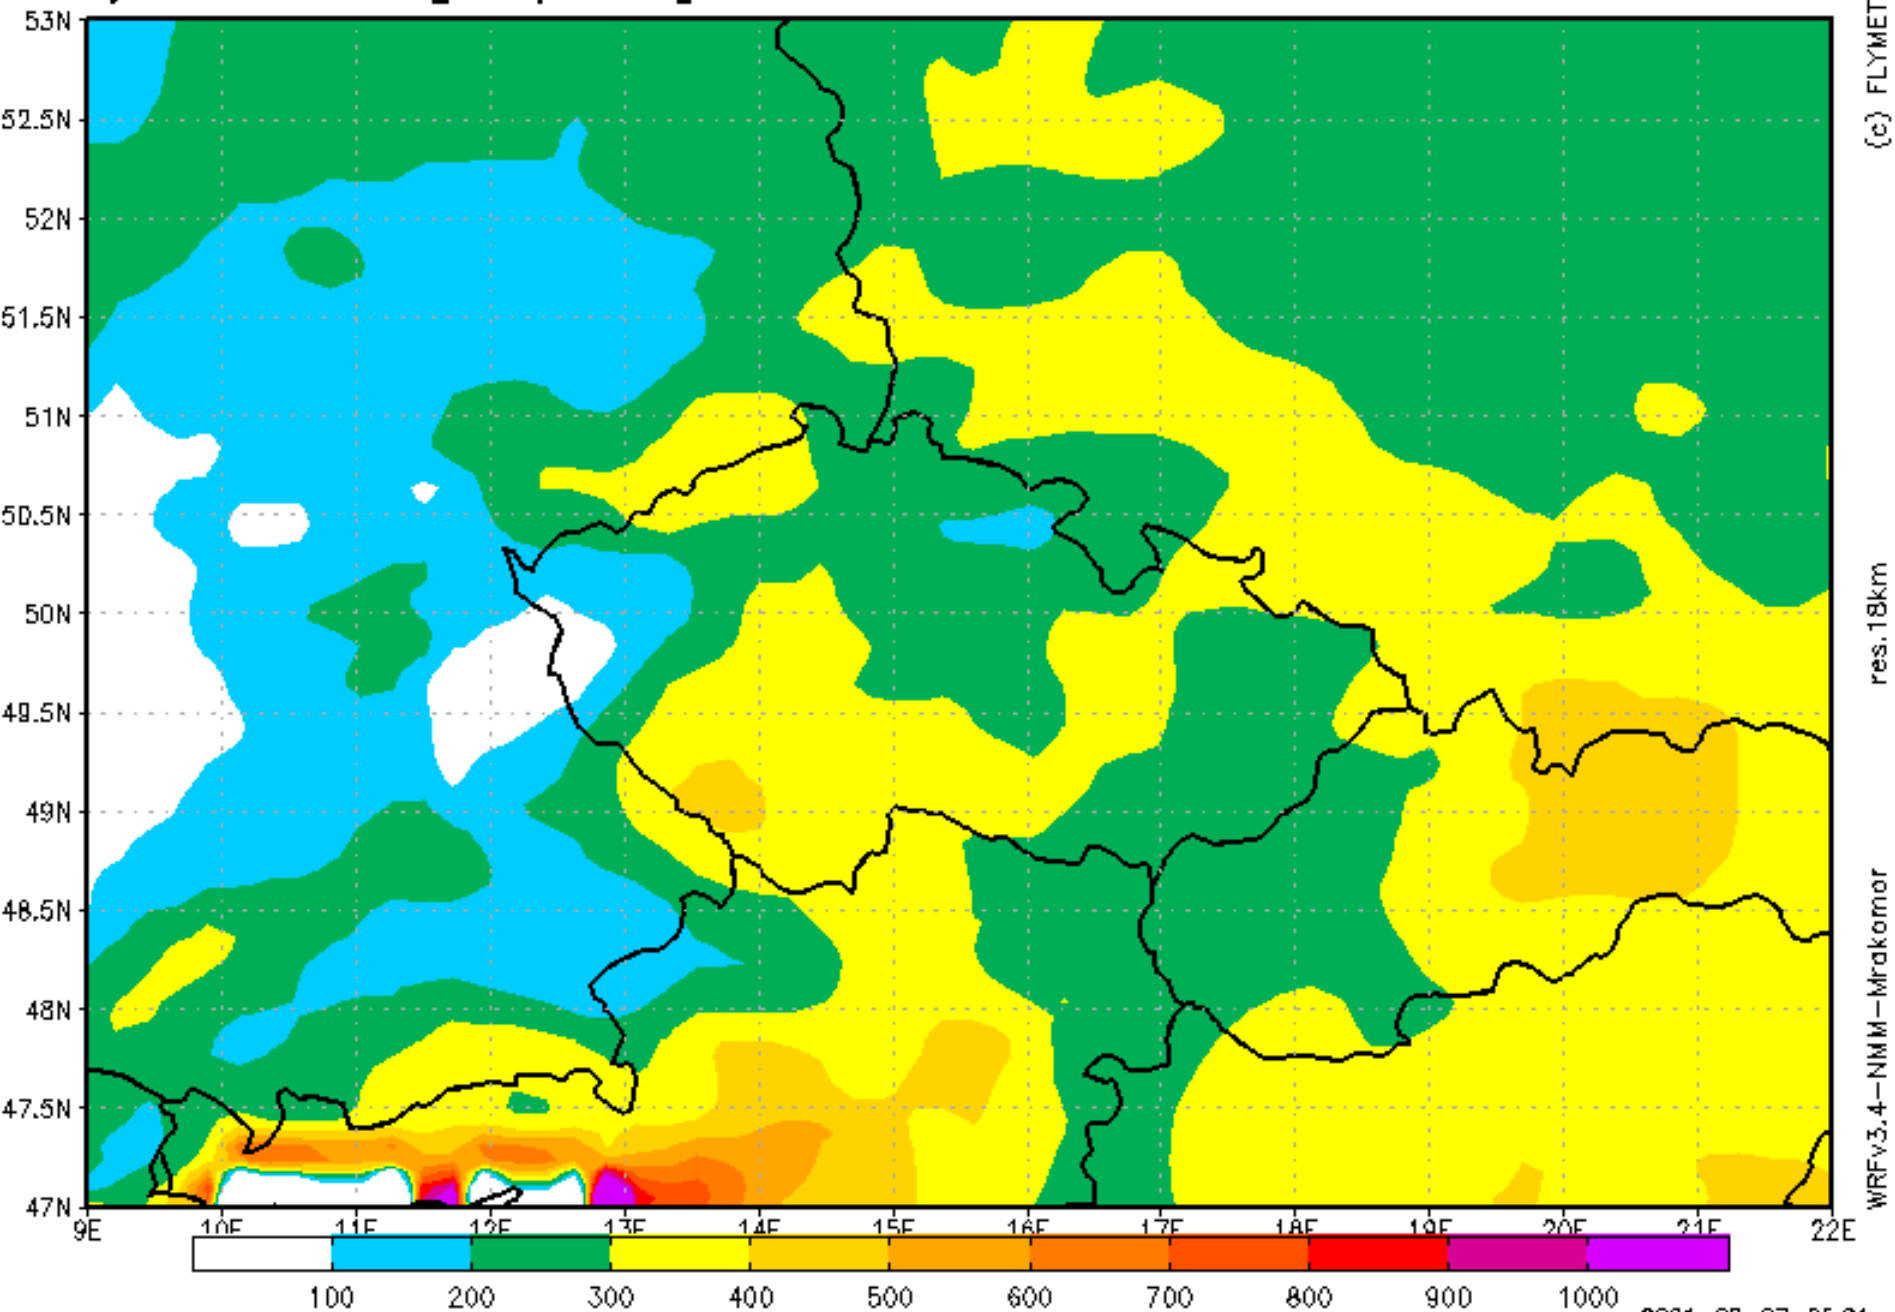 53N
52.5N
52N
51.5N
51N
50.5N
50N
49.5N
49N
48.5N
48N
47.5N
47N
9E 10E 11E 12E 13E 14E 15E 16E 17E 18E 19E 20E 21E 22E
100 200 300 400 500 600 700 800 900 1000
(c) FLYMET
res.18km
WRFv3.4-NMM-Mrakomor